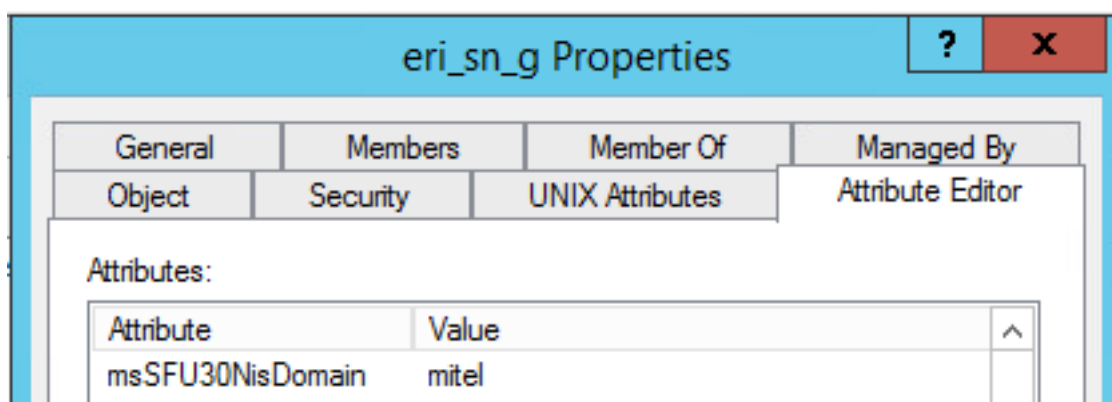 eri_sn_g Properties
? x
General Members Member Of Managed By
Object Security UNIX Attributes Attribute Editor
Attributes:
Attribute Value
msSFU30NisDomain mitel